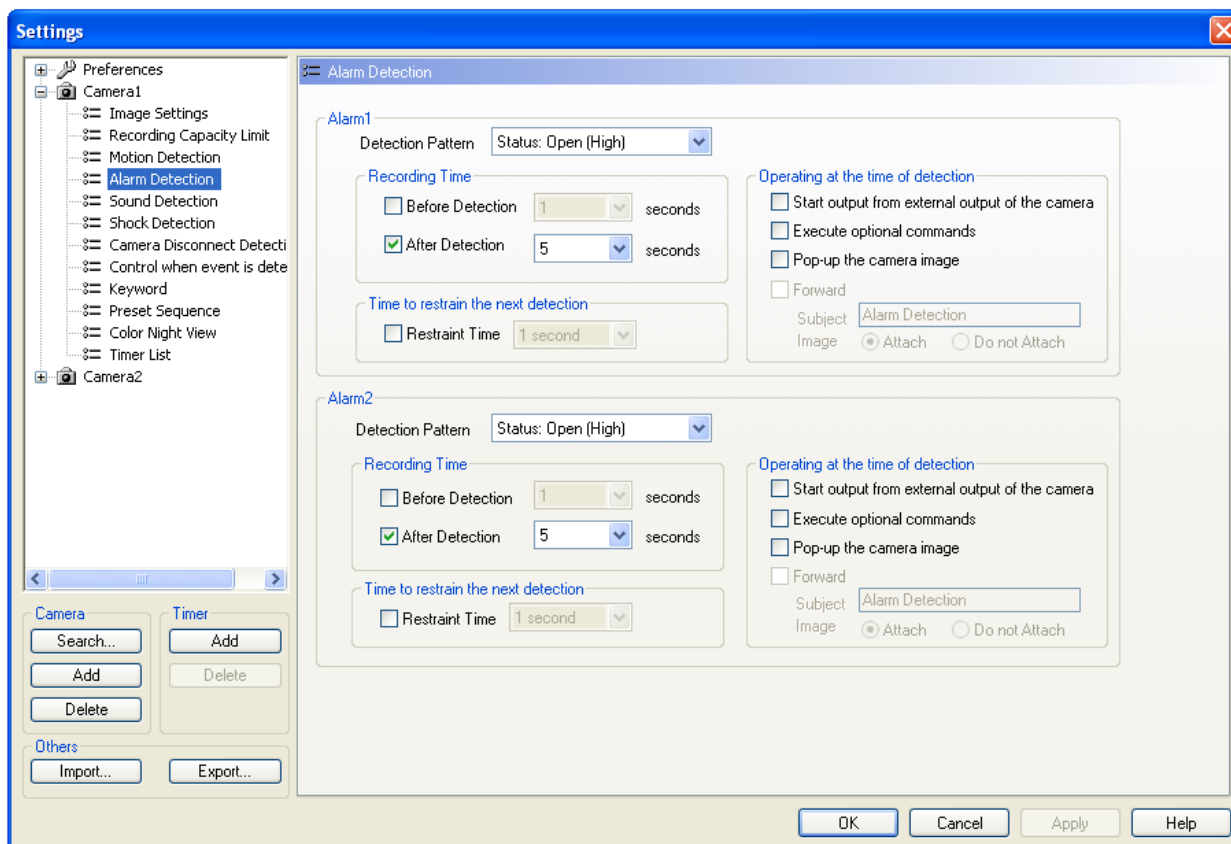 Settings
Preferences
Camera1
Image Settings
Recording Capacity Limit
Motion Detection
Alarm Detection
Sound Detection
Shock Detection
Camera Disconnect Detecti
Control when event is dete
Keyword
Preset Sequence
Color Night View
Timer List
Camera2
Camera
Search...
Add
Delete
Timer
Add
Delete
Others
Import...
Export...
Alarm Detection
Alarm1
Detection Pattern Status: Open (High)
Recording Time
Before Detection 1 seconds
After Detection 5 seconds
Time to restrain the next detection
Restraint Time 1 second
Operating at the time of detection
Start output from external output of the camera
Execute optional commands
Pop-up the camera image
Forward
Subject Alarm Detection
Image Attach Do not Attach
Alarm2
Detection Pattern Status: Open (High)
Recording Time
Before Detection 1 seconds
After Detection 5 seconds
Time to restrain the next detection
Restraint Time 1 second
Operating at the time of detection
Start output from external output of the camera
Execute optional commands
Pop-up the camera image
Forward
Subject Alarm Detection
Image Attach Do not Attach
OK Cancel Apply Help